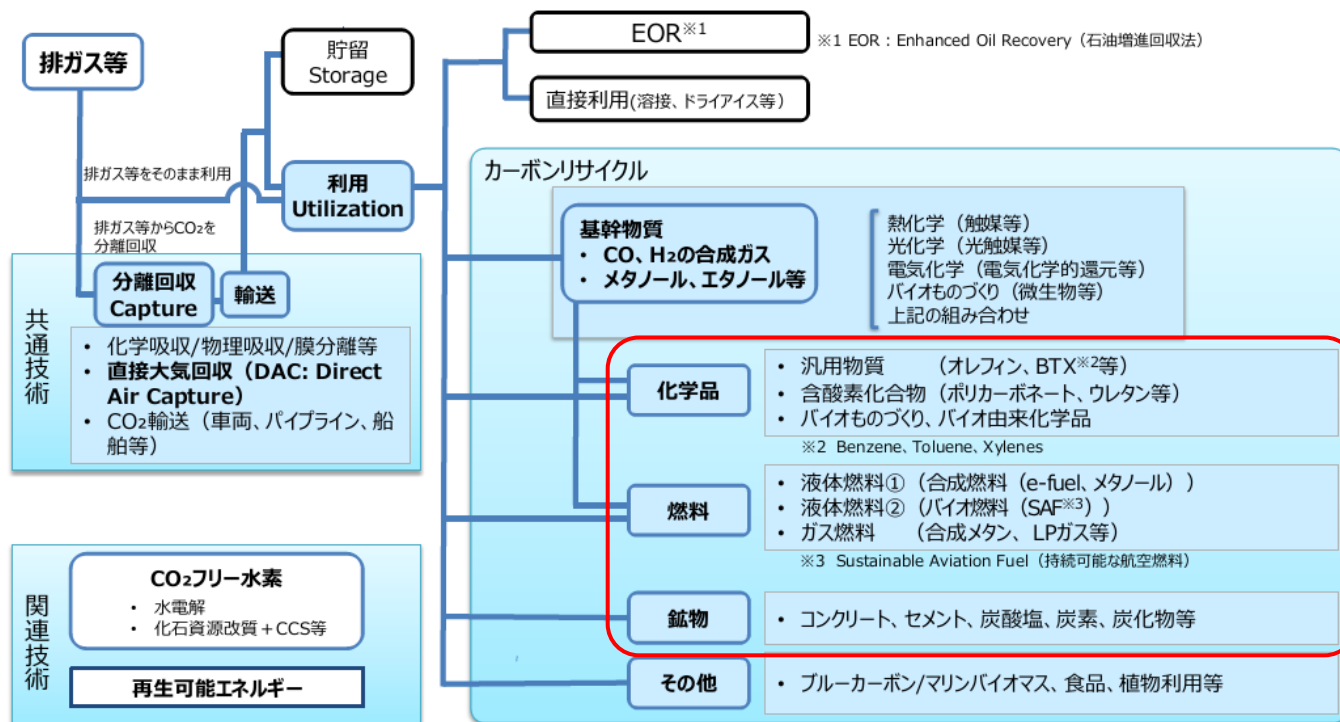 排ガス等
貯留
Storage
EOR※1
※1 EOR : Enhanced Oil Recovery（石油増進回収法）
直接利用(溶接、ドライアイス等）
排ガス等をそのまま利用
利用
Utilization
排ガス等からCO₂を
分離回収
共通技術
分離回収
Capture
輸送
・ 化学吸収/物理吸収/膜分離等
・ 直接大気回収（DAC: Direct
Air Capture）
・ CO₂輸送（車両、パイプライン、船
舶等）
関連技術
CO₂フリー水素
・ 水電解
・ 化石資源改質＋CCS等
再生可能エネルギー
カーボンリサイクル
基幹物質
・ CO、H₂の合成ガス
・ メタノール、エタノール等
熱化学（触媒等）
光化学（光触媒等）
電気化学（電気化学的還元等）
バイオものづくり（微生物等）
上記の組み合わせ
化学品
・ 汎用物質　　（オレフィン、BTX※2等）
・ 含酸素化合物（ポリカーボネート、ウレタン等）
・ バイオものづくり、バイオ由来化学品
※2 Benzene、Toluene、Xylenes
燃料
・ 液体燃料①（合成燃料（e-fuel、メタノール））
・ 液体燃料②（バイオ燃料（SAF※3））
・ ガス燃料　　（合成メタン、LPガス等）
※3 Sustainable Aviation Fuel（持続可能な航空燃料）
鉱物
・ コンクリート、セメント、炭酸塩、炭素、炭化物等
その他
・ ブルーカーボン/マリンバイオマス、食品、植物利用等